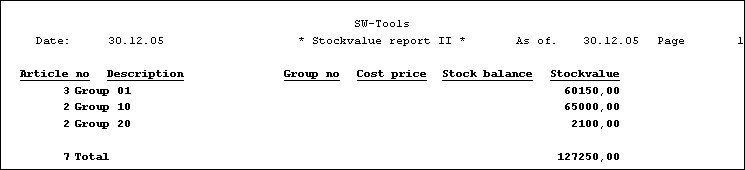 SW-Tools
Date: 30.12.05 * Stockvalue report II * As of. 30.12.05 Page 1
Article no Description Group no Cost price Stock balance Stockvalue
3 Group 01 60150,00
2 Group 10 65000,00
2 Group 20 2100,00
7 Total 127250,00